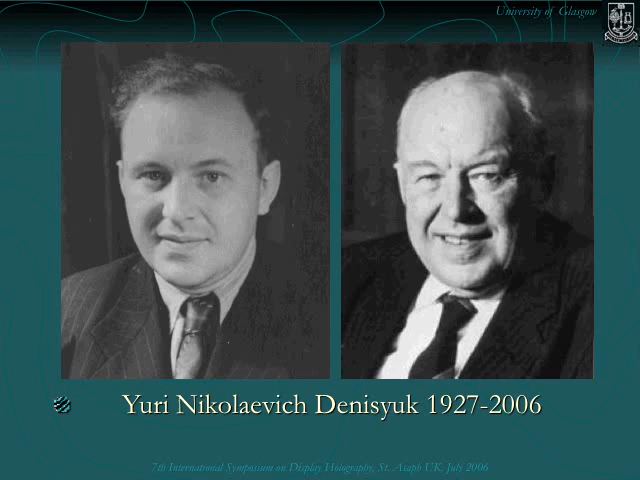 University of Glasgow
Yuri Nikolaevich Denisyuk 1927-2006
7th International Symposium on Display Holography, St. Asaph UK, July 2006